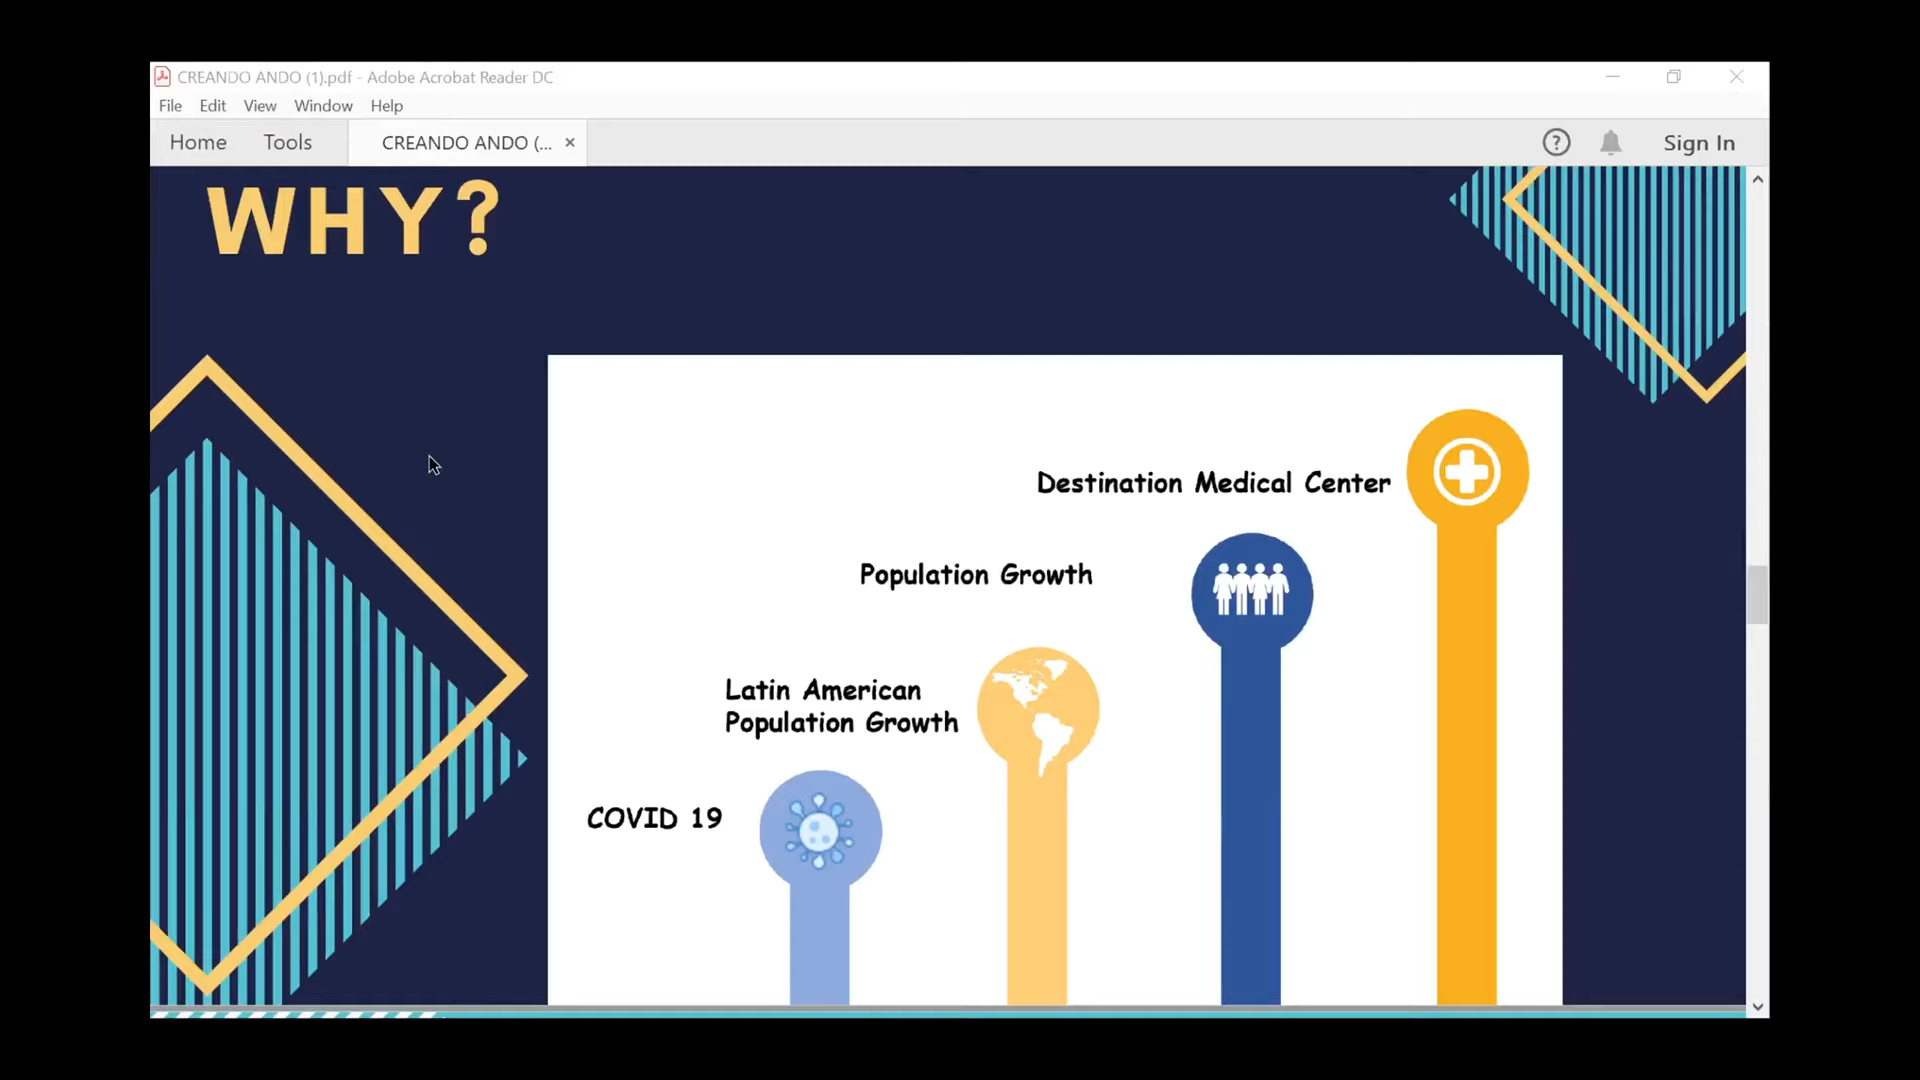 CREANDO ANDO (1).pdf - Adobe Acrobat Reader DC
File Edit View Window Help
Home Tools CREANDO ANDO (... × ? Sign In
WHY?
Destination Medical Center
Population Growth
Latin American
Population Growth
COVID 19